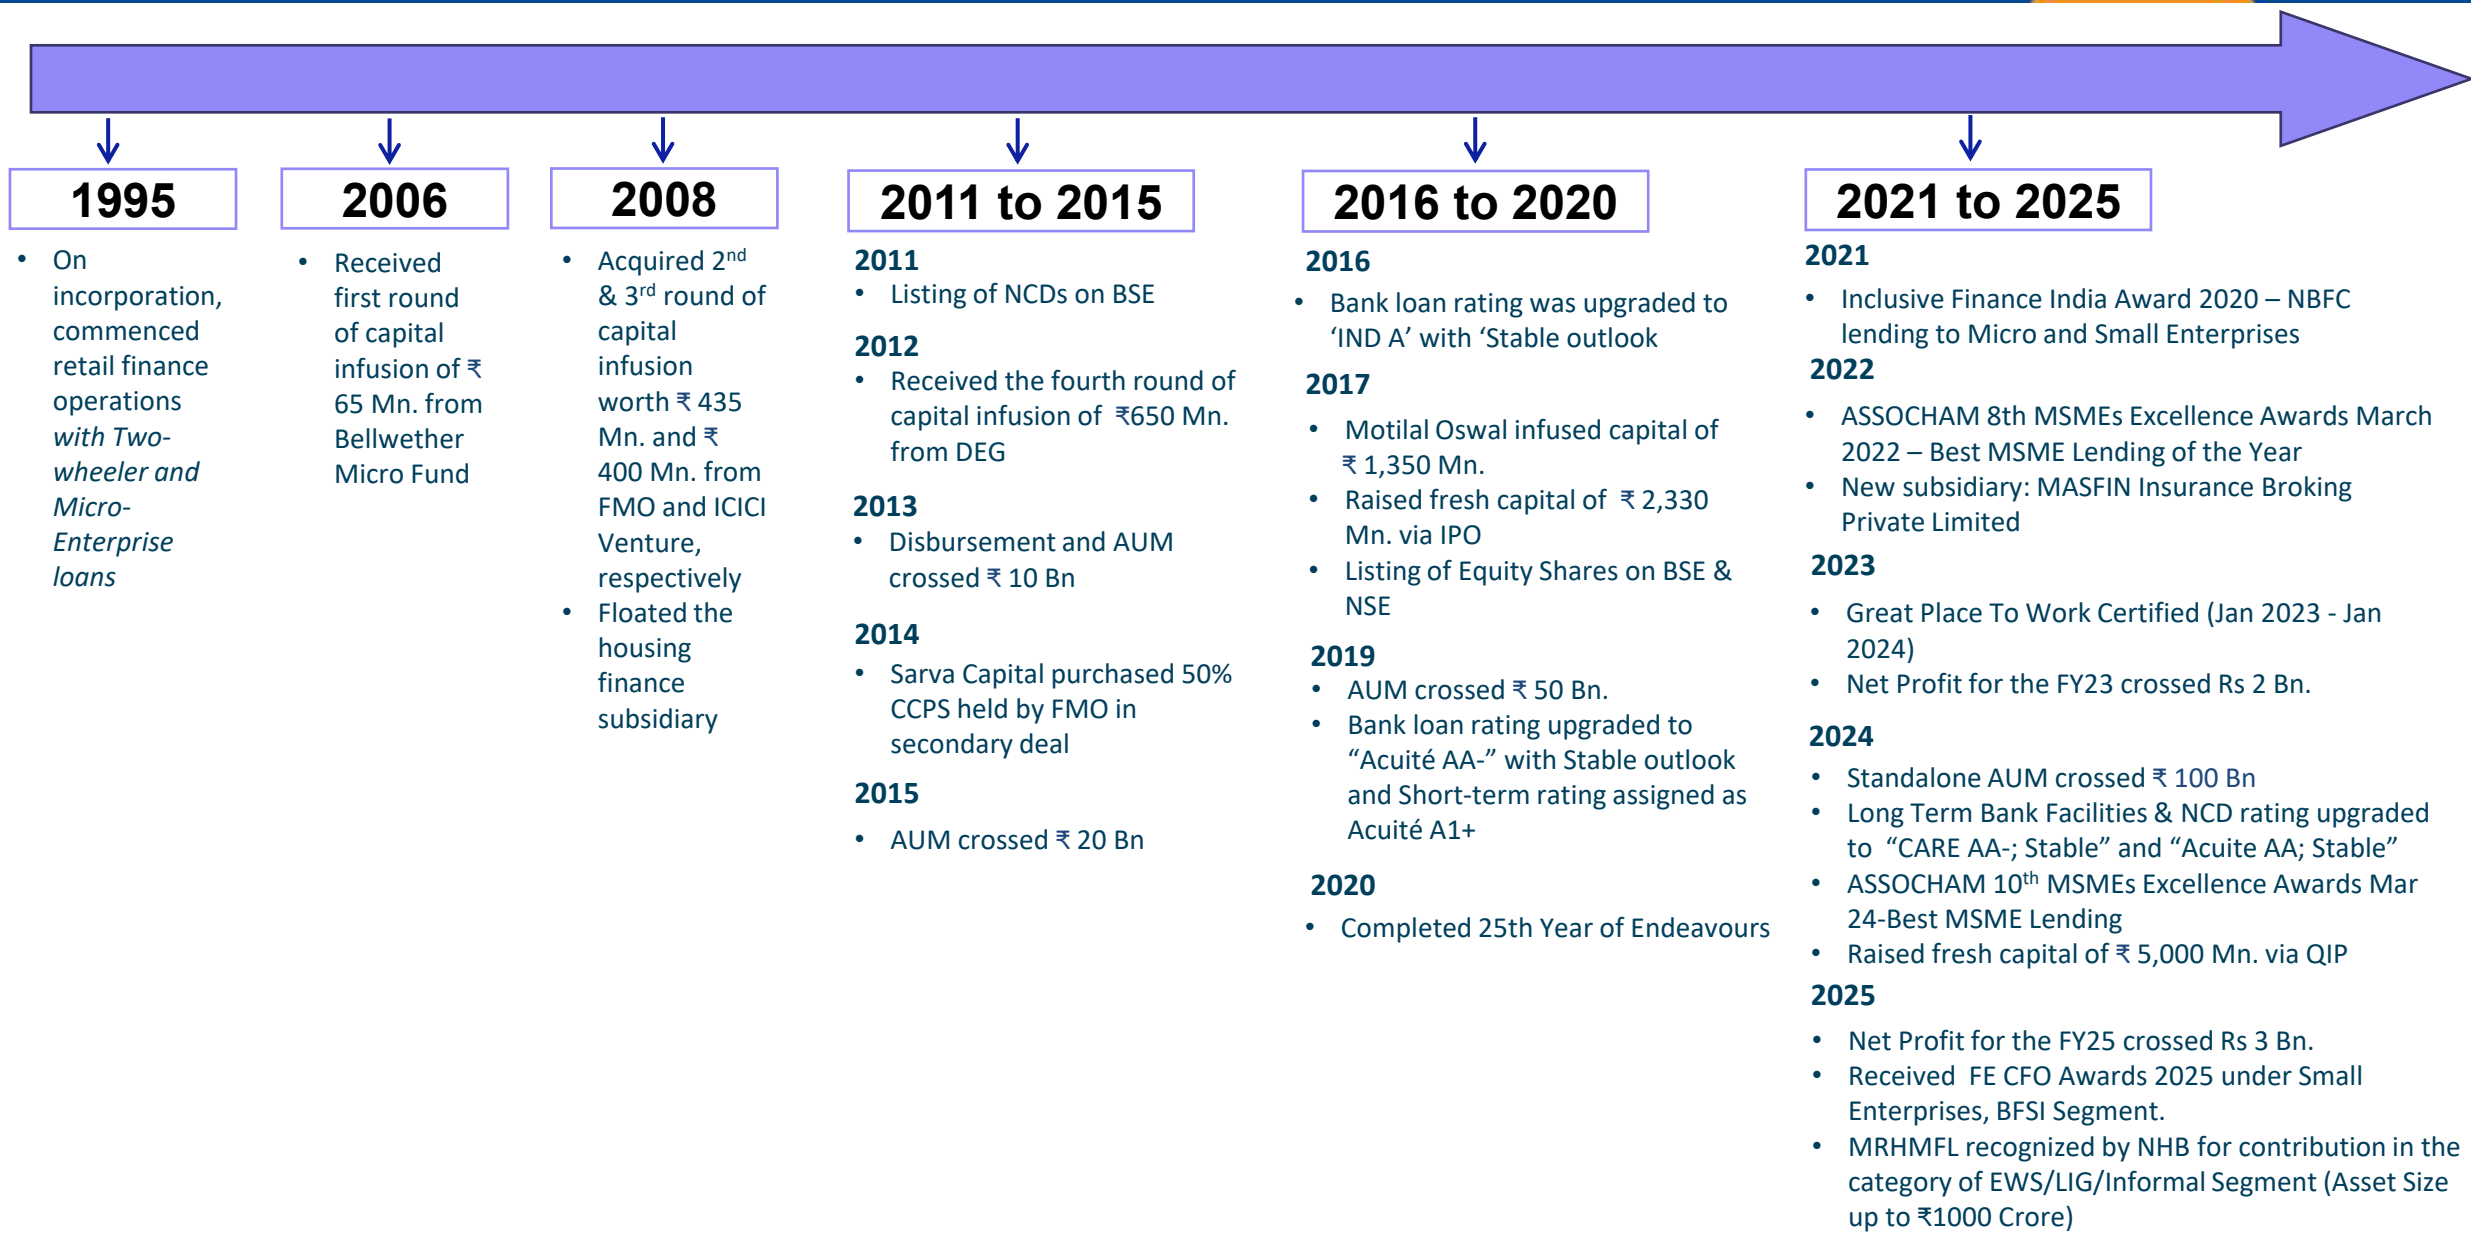 1995
On
incorporation,
commenced
retail finance
operations
with Two-
wheeler and
Micro-
Enterprise
loans
2006
Received
first round
of capital
infusion of ₹
65 Mn. from
Bellwether
Micro Fund
2008
Acquired 2nd
& 3rd round of
capital
infusion
worth ₹ 435
Mn. and ₹
400 Mn. from
FMO and ICICI
Venture,
respectively
Floated the
housing
finance
subsidiary
2011 to 2015
2011
Listing of NCDs on BSE
2012
Received the fourth round of
capital infusion of ₹650 Mn.
from DEG
2013
Disbursement and AUM
crossed ₹ 10 Bn
2014
Sarva Capital purchased 50%
CCPS held by FMO in
secondary deal
2015
AUM crossed ₹ 20 Bn
2016 to 2020
2016
Bank loan rating was upgraded to
‘IND A’ with ‘Stable outlook
2017
Motilal Oswal infused capital of
₹ 1,350 Mn.
Raised fresh capital of ₹ 2,330
Mn. via IPO
Listing of Equity Shares on BSE &
NSE
2019
AUM crossed ₹ 50 Bn.
Bank loan rating upgraded to
“Acuité AA-” with Stable outlook
and Short-term rating assigned as
Acuité A1+
2020
Completed 25th Year of Endeavours
2021 to 2025
2021
Inclusive Finance India Award 2020 – NBFC
lending to Micro and Small Enterprises
2022
ASSOCHAM 8th MSMEs Excellence Awards March
2022 – Best MSME Lending of the Year
New subsidiary: MASFIN Insurance Broking
Private Limited
2023
Great Place To Work Certified (Jan 2023 - Jan
2024)
Net Profit for the FY23 crossed Rs 2 Bn.
2024
Standalone AUM crossed ₹ 100 Bn
Long Term Bank Facilities & NCD rating upgraded
to “CARE AA-; Stable” and “Acuite AA; Stable”
ASSOCHAM 10th MSMEs Excellence Awards Mar
24-Best MSME Lending
Raised fresh capital of ₹ 5,000 Mn. via QIP
2025
Net Profit for the FY25 crossed Rs 3 Bn.
Received FE CFO Awards 2025 under Small
Enterprises, BFSI Segment.
MRHMFL recognized by NHB for contribution in the
category of EWS/LIG/Informal Segment (Asset Size
up to ₹1000 Crore)